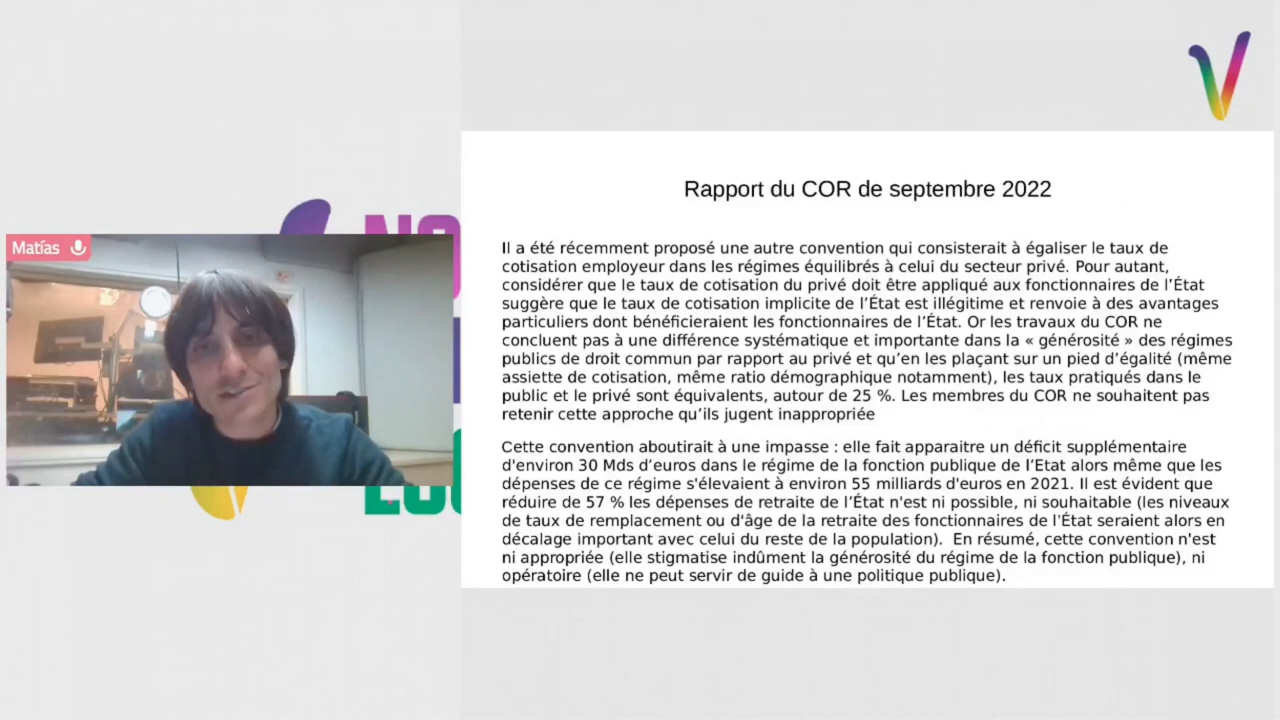 Rapport du COR de septembre 2022
Il a été récemment proposé une autre convention qui consisterait à égaliser le taux de
cotisation employeur dans les régimes équilibrés à celui du secteur privé. Pour autant,
considérer que le taux de cotisation du privé doit être appliqué aux fonctionnaires de l’État
suggère que le taux de cotisation implicite de l’État est illégitime et renvoie à des avantages
particuliers dont bénéficieraient les fonctionnaires de l’État. Or les travaux du COR ne
concluent pas à une différence systématique et importante dans la « générosité » des régimes
publics de droit commun par rapport au privé et qu’en les plaçant sur un pied d’égalité (même
assiette de cotisation, même ratio démographique notamment), les taux pratiqués dans le
public et le privé sont équivalents, autour de 25 %. Les membres du COR ne souhaitent pas
retenir cette approche qu’ils jugent inappropriée
Cette convention aboutirait à une impasse : elle fait apparaitre un déficit supplémentaire
d'environ 30 Mds d’euros dans le régime de la fonction publique de l’Etat alors même que les
dépenses de ce régime s'élevaient à environ 55 milliards d'euros en 2021. Il est évident que
réduire de 57 % les dépenses de retraite de l’État n'est ni possible, ni souhaitable (les niveaux
de taux de remplacement ou d'âge de la retraite des fonctionnaires de l'État seraient alors en
décalage important avec celui du reste de la population).  En résumé, cette convention n'est
ni appropriée (elle stigmatise indûment la générosité du régime de la fonction publique), ni
opératoire (elle ne peut servir de guide à une politique publique).
Matías